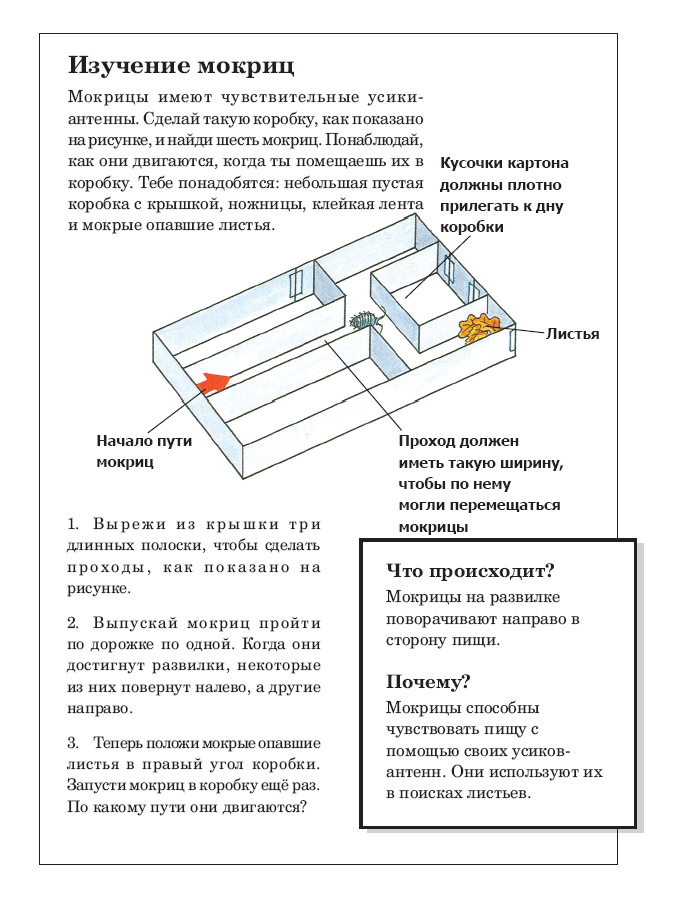 Изучение мокриц
Мокрицы имеют чувствительные усики-
антенны. Сделай такую коробку, как показано
на рисунке, и найди шесть мокриц. Понаблюдай,
как они двигаются, когда ты помещаешь их в
коробку. Тебе понадобятся: небольшая пустая
коробка с крышкой, ножницы, клейкая лента
и мокрые опавшие листья.
Кусочки картона
должны плотно
прилегать к дну
коробки
Листья
Начало пути
мокриц
Проход должен
иметь такую ширину,
чтобы по нему
могли перемещаться
мокрицы
1. Вырежи из крышки три
длинных полоски, чтобы сделать
проходы, как показано на
рисунке.
2. Выпускай мокриц пройти
по дорожке по одной. Когда они
достигнут развилки, некоторые
из них повернут налево, а другие
направо.
3. Теперь положи мокрые опавшие
листья в правый угол коробки.
Запусти мокриц в коробку ещё раз.
По какому пути они двигаются?
Что происходит?
Мокрицы на развилке
поворачивают направо в
сторону пищи.
Почему?
Мокрицы способны
чувствовать пищу с
помощью своих усиков-
антенн. Они используют их
в поисках листьев.